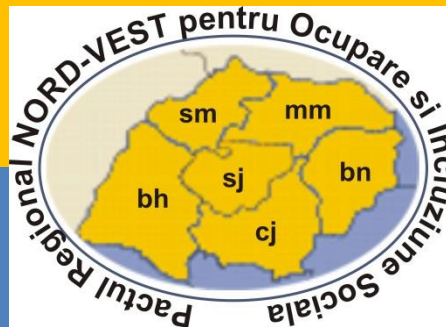 Pactul Regional NORD-VEST pentru Ocupare si Incluziune Sociala
sm
mm
bh
sj
bn
cj